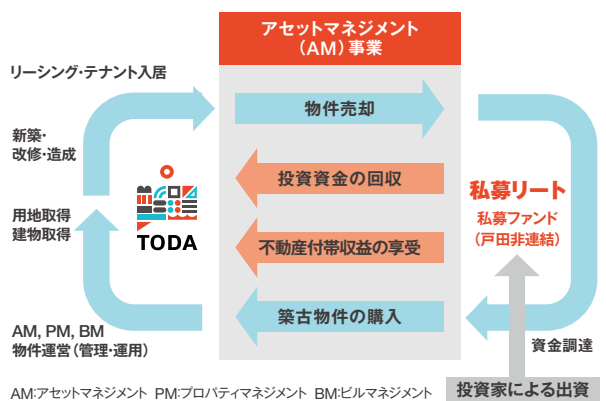 アセットマネジメント
（AM）事業
リーシング・テナント入居
物件売却
新築・
改修・造成
投資資金の回収
私募リート
私募ファンド
（戸田非連結）
用地取得
建物取得
TODA
不動産付帯収益の享受
築古物件の購入
AM, PM, BM
物件運営（管理・運用）
資金調達
投資家による出資
AM:アセットマネジメント PM:プロパティマネジメント BM:ビルマネジメント